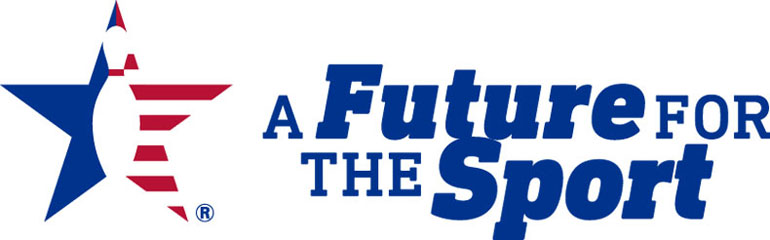 A Future FOR
THE Sport
®